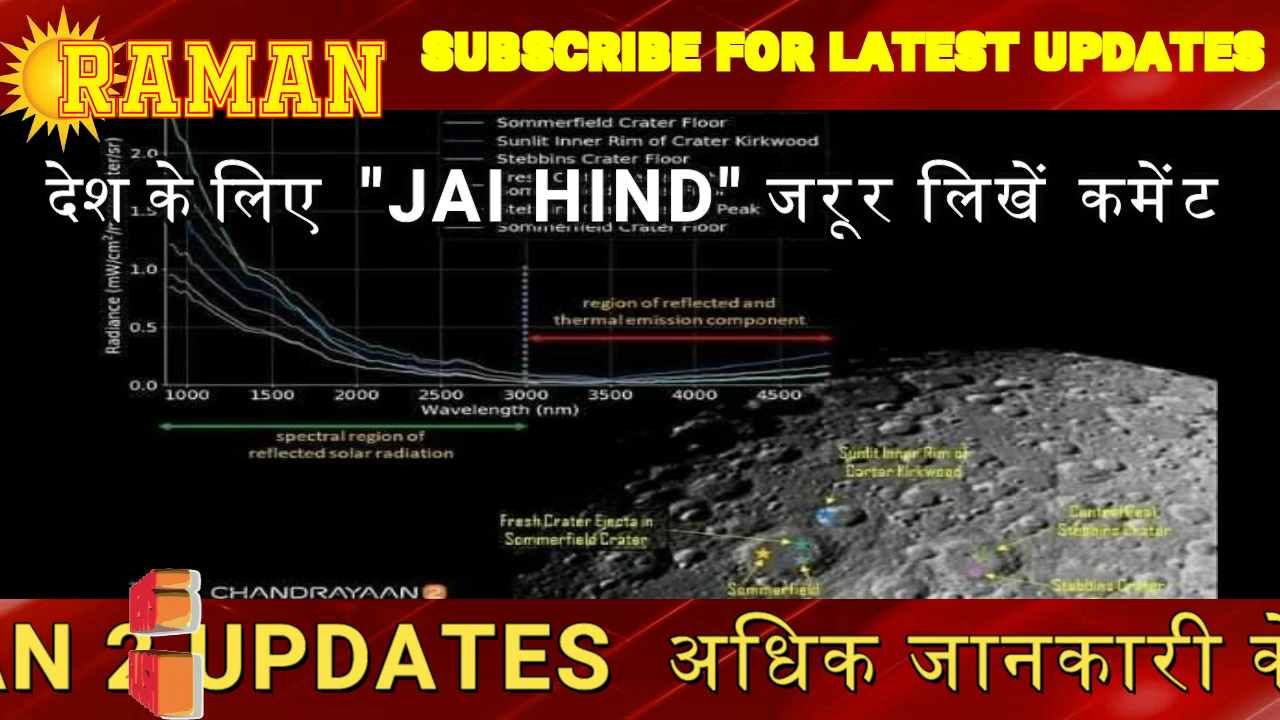 RAMAN
SUBSCRIBE FOR LATEST UPDATES
Sommerfield Crater Floor
Sunlit Inner Rim of Crater Kirkwood
Stebbins Crater Floor
देश के लिए "JAI HIND" जरूर लिखें कमेंट
Peak
Sommerfield Crater Floor
Radiance (mW/cm²/
ter/sr)
2.0
1.5
1.0
0.5
0.0
region of reflected and
thermal emission component
1000 1500 2000 2500 3000 3500 4000 4500
Wavelength (nm)
spectral region of
reflected solar radiation
Sunlit Inner Rim of
Carter Kirkwood
Fresh Crater Ejecta in
Sommerfield Crater
Central Peak,
Stebbins Crater
Sommerfield
Stebbins Crater
CHANDRAYAAN 2
AN 2 UPDATES अधिक जानकारी के